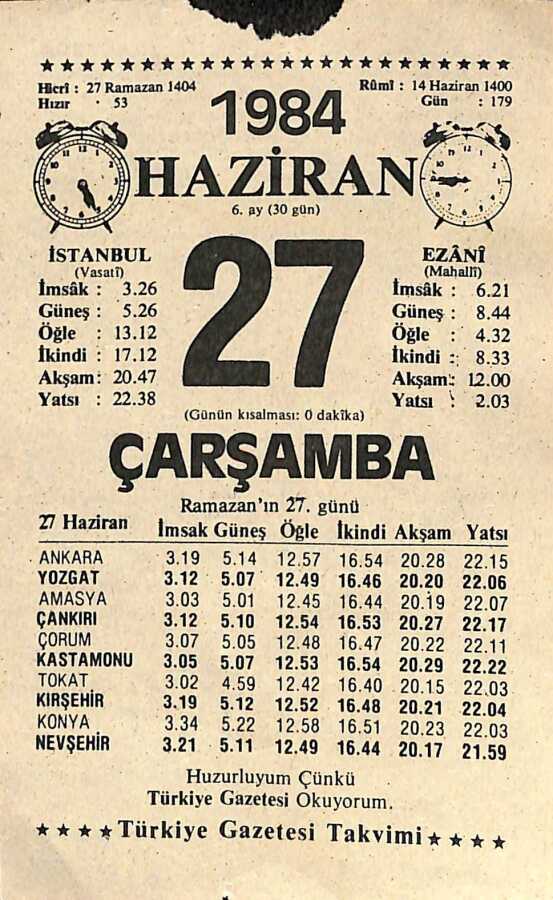 ★★★★★★★★★★★★★★★★★★★★★★
Hicrî : 27 Ramazan 1404
Hızır : 53
Rûmî : 14 Haziran 1400
Gün : 179
1984
HAZİRAN
6. ay (30 gün)
27
İSTANBUL
(Vasatî)
İmsâk : 3.26
Güneş : 5.26
Öğle : 13.12
İkindi : 17.12
Akşam : 20.47
Yatsı : 22.38
EZÂNÎ
(Mahallî)
İmsâk : 6.21
Güneş : 8.44
Öğle : 4.32
İkindi : 8.33
Akşam : 12.00
Yatsı : 2.03
(Günün kısalması: 0 dakîka)
ÇARŞAMBA
Ramazan'ın 27. günü
27 Haziran İmsak Güneş Öğle İkindi Akşam Yatsı
ANKARA 3.19 5.14 12.57 16.54 20.28 22.15
YOZGAT 3.12 5.07 12.49 16.46 20.20 22.06
AMASYA 3.03 5.01 12.45 16.44 20.19 22.07
ÇANKIRI 3.12 5.10 12.54 16.53 20.27 22.17
ÇORUM 3.07 5.05 12.48 16.47 20.22 22.11
KASTAMONU 3.05 5.07 12.53 16.54 20.29 22.22
TOKAT 3.02 4.59 12.42 16.40 20.15 22.03
KIRŞEHİR 3.19 5.12 12.52 16.48 20.21 22.04
KONYA 3.34 5.22 12.58 16.51 20.23 22.03
NEVŞEHİR 3.21 5.11 12.49 16.44 20.17 21.59
Huzurluyum Çünkü
Türkiye Gazetesi Okuyorum.
★★★★Türkiye Gazetesi Takvimi★★★★